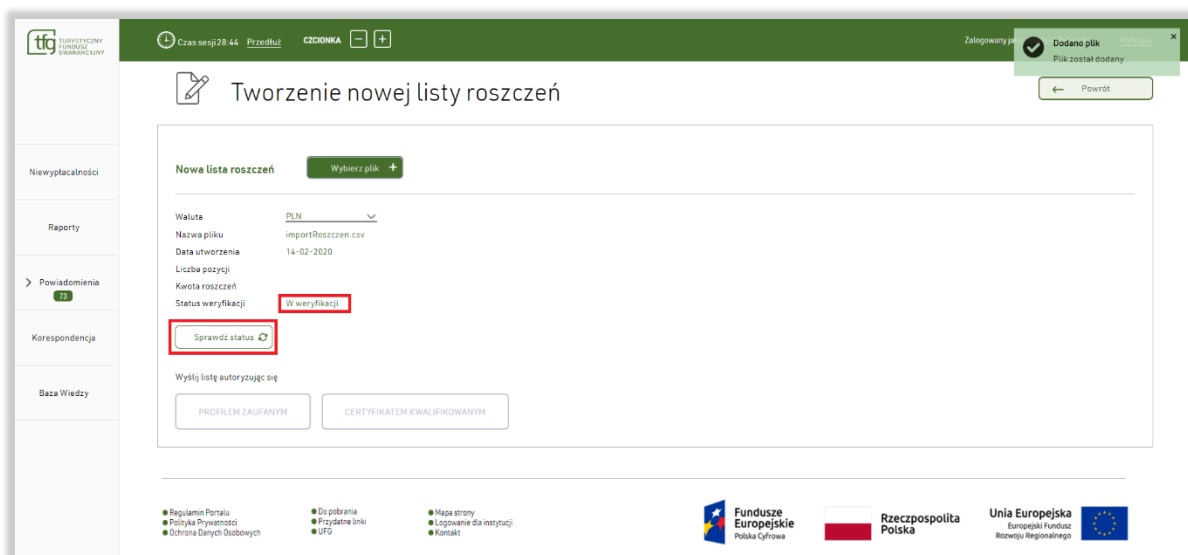 tfg TURYSTYCZNY
FUNDUSZ
GWARANCYJNY
Czas sesji 28:44 Przedłuż CZCIONKA
Zalogowany
Dodano plik
Plik został dodany
Powrót
Tworzenie nowej listy roszczeń
Niewypłacalności
Raporty
Powiadomienia
73
Korespondencja
Baza Wiedzy
Nowa lista roszczeń Wybierz plik +
Waluta PLN
Nazwa pliku importRoszczen.csv
Data utworzenia 14-02-2020
Liczba pozycji
Kwota roszczeń
Status weryfikacji W weryfikacji
Sprawdź status
Wyślij listę autoryzując się
PROFILEM ZAUFANYM CERTYFIKATEM KWALIFIKOWANYM
Regulamin Portalu
Polityka Prywatności
Ochrona Danych Osobowych
Do pobrania
Przydatne linki
UFG
Mapa strony
Logowanie dla instytucji
Kontakt
Fundusze
Europejskie
Polska Cyfrowa
Rzeczpospolita
Polska
Unia Europejska
Europejski Fundusz
Rozwoju Regionalnego